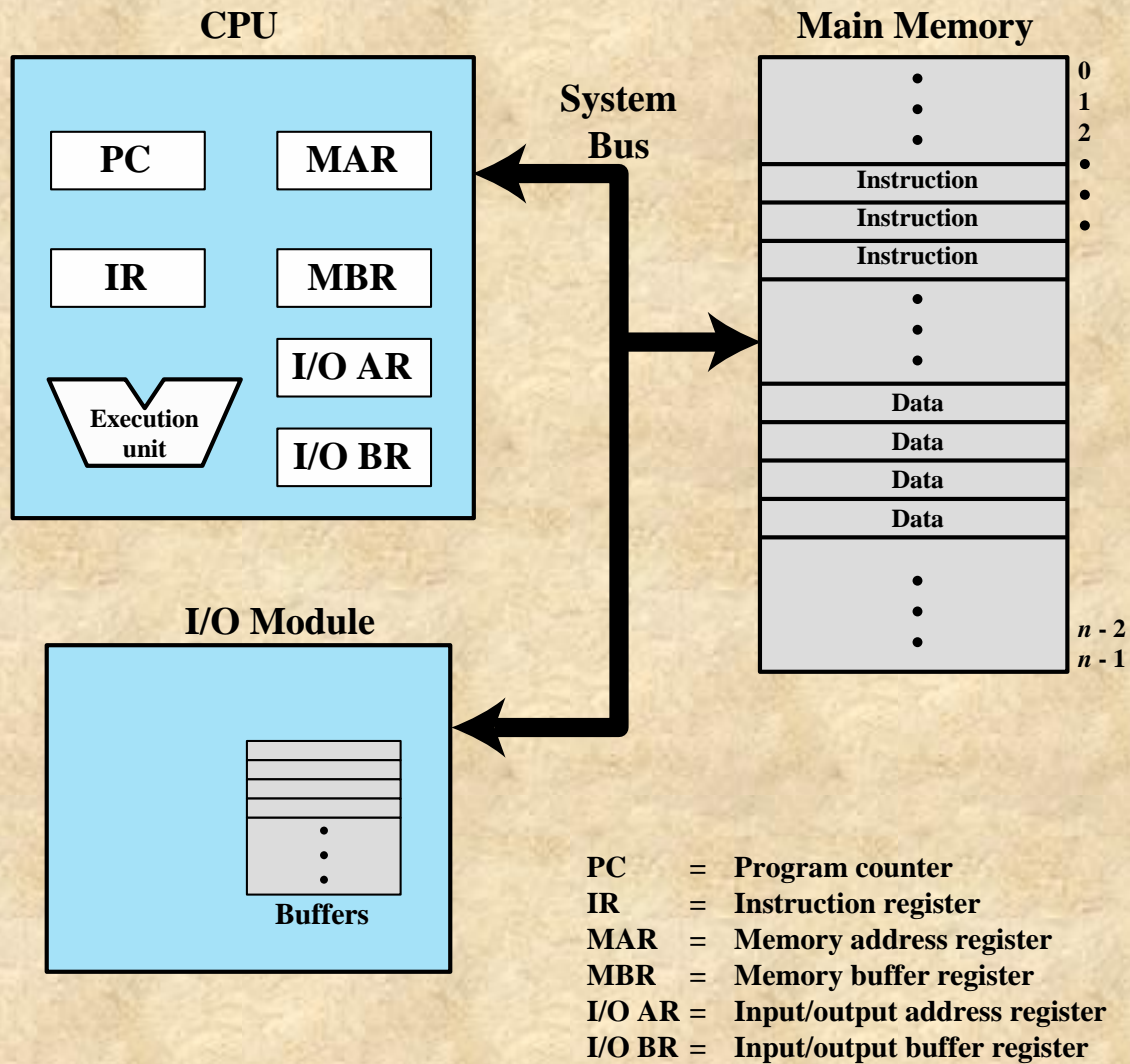 CPU
PC
MAR
IR
MBR
I/O AR
I/O BR
Execution
unit
System
Bus
Main Memory
0
1
2
Instruction
Instruction
Instruction
Data
Data
Data
Data
n - 2
n - 1
I/O Module
Buffers
PC = Program counter
IR = Instruction register
MAR = Memory address register
MBR = Memory buffer register
I/O AR = Input/output address register
I/O BR = Input/output buffer register